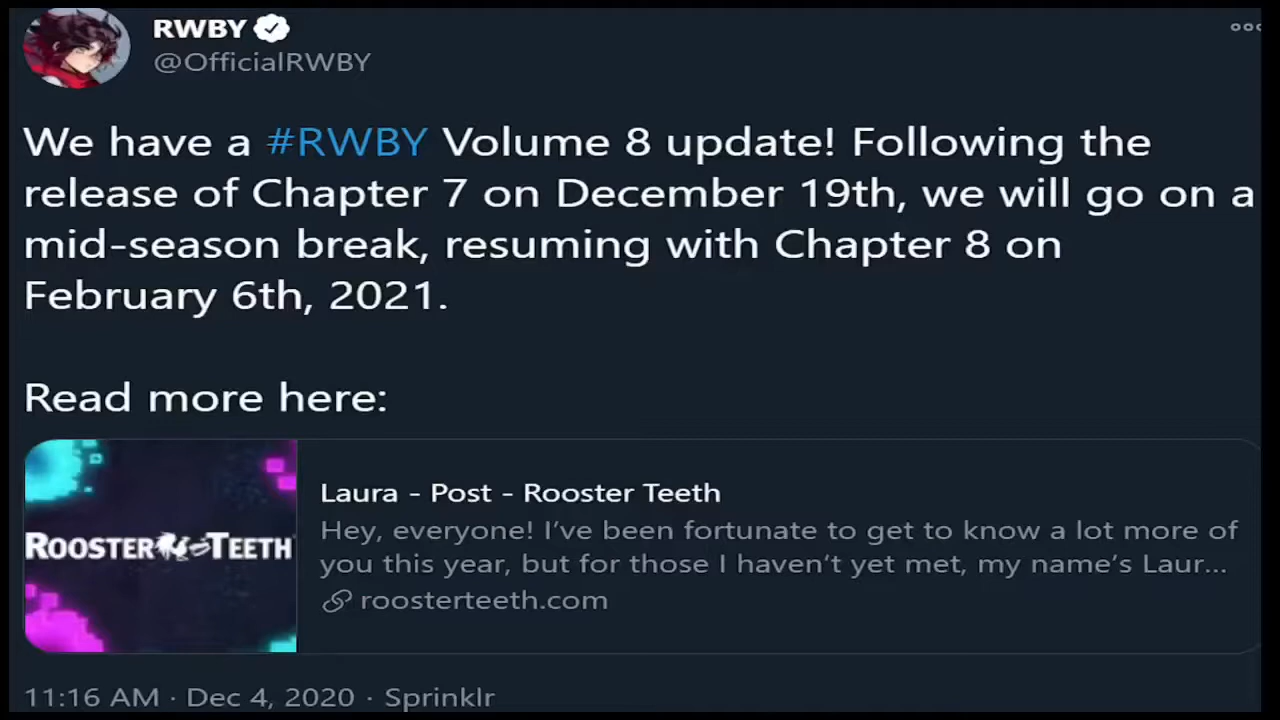 RWBY
@OfficialRWBY
We have a #RWBY Volume 8 update! Following the
release of Chapter 7 on December 19th, we will go on a
mid-season break, resuming with Chapter 8 on
February 6th, 2021.
Read more here:
ROOSTER TEETH
Laura - Post - Rooster Teeth
Hey, everyone! I’ve been fortunate to get to know a lot more of
you this year, but for those I haven’t yet met, my name’s Laur...
roosterteeth.com
11:16 AM · Dec 4, 2020 · Sprinklr